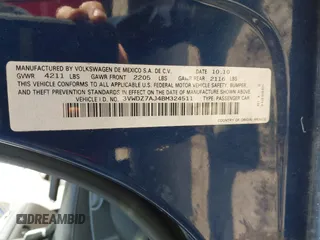 MANUFACTURED BY VOLKSWAGEN DE MEXICO S.A. DE C.V. DATE 10.10
GVWR 4211 LBS GAWR FRONT 2205 LBS GAWR REAR 2116 LBS
THIS VEHICLE CONFORMS TO ALL APPLICABLE U.S. FEDERAL MOTOR VEHICLE SAFETY, BUMPER,
AND THEFT PREVENTION STANDARDS IN EFFECT ON THE DATE OF MANUFACTURE SHOWN ABOVE.
VEHICLE I.D. NO.: 3VWDZ7AJ4BM324511 TYPE: PASSENGER CAR
DREAMBID